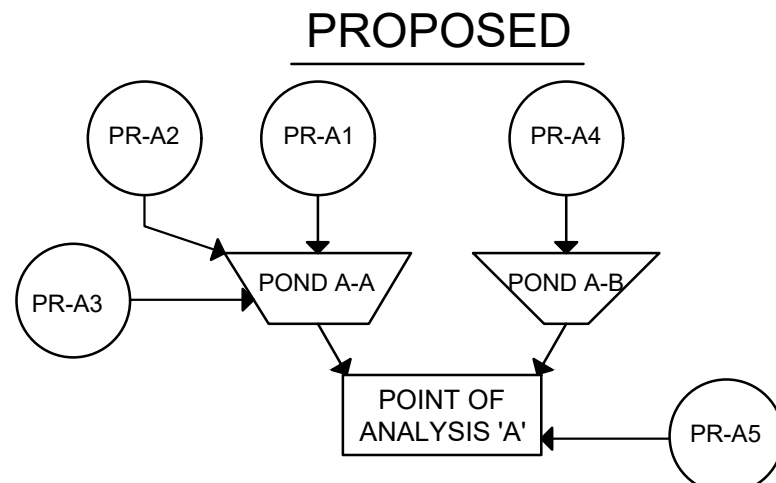 PROPOSED
PR-A2
PR-A1
PR-A4
POND A-A
POND A-B
PR-A3
POINT OF
ANALYSIS 'A'
PR-A5